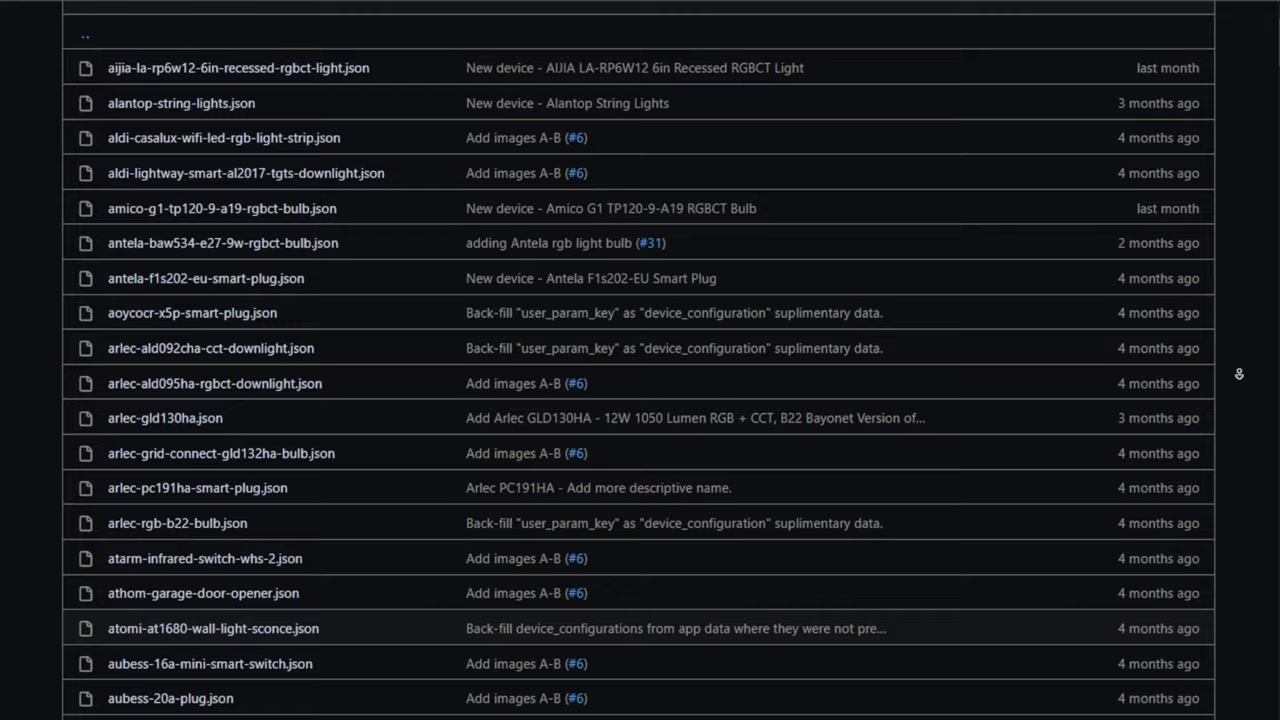 ..
aijia-la-rp6w12-6in-recessed-rgbct-light.json New device - AIJIA LA-RP6W12 6in Recessed RGBCT Light last month
alantop-string-lights.json New device - Alantop String Lights 3 months ago
aldi-casalux-wifi-led-rgb-light-strip.json Add images A-B (#6) 4 months ago
aldi-lightway-smart-al2017-tgts-downlight.json Add images A-B (#6) 4 months ago
amico-g1-tp120-9-a19-rgbct-bulb.json New device - Amico G1 TP120-9-A19 RGBCT Bulb last month
antela-baw534-e27-9w-rgbct-bulb.json adding Antela rgb light bulb (#31) 2 months ago
antela-f1s202-eu-smart-plug.json New device - Antela F1s202-EU Smart Plug 4 months ago
aoycocr-x5p-smart-plug.json Back-fill "user_param_key" as "device_configuration" suplimentary data. 4 months ago
arlec-ald092cha-cct-downlight.json Back-fill "user_param_key" as "device_configuration" suplimentary data. 4 months ago
arlec-ald095ha-rgbct-downlight.json Add images A-B (#6) 4 months ago
arlec-gld130ha.json Add Arlec GLD130HA - 12W 1050 Lumen RGB + CCT, B22 Bayonet Version of... 3 months ago
arlec-grid-connect-gld132ha-bulb.json Add images A-B (#6) 4 months ago
arlec-pc191ha-smart-plug.json Arlec PC191HA - Add more descriptive name. 4 months ago
arlec-rgb-b22-bulb.json Back-fill "user_param_key" as "device_configuration" suplimentary data. 4 months ago
atarm-infrared-switch-whs-2.json Add images A-B (#6) 4 months ago
athom-garage-door-opener.json Add images A-B (#6) 4 months ago
atomi-at1680-wall-light-sconce.json Back-fill device_configurations from app data where they were not pre... 4 months ago
aubess-16a-mini-smart-switch.json Add images A-B (#6) 4 months ago
aubess-20a-plug.json Add images A-B (#6) 4 months ago